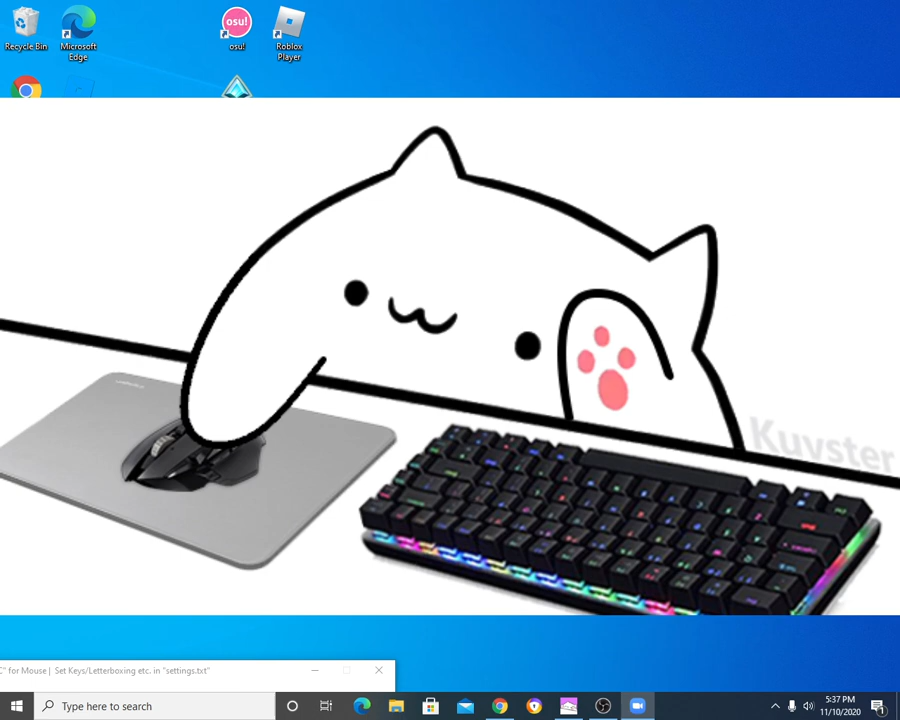 osu!
Recycle Bin
Microsoft
Edge
osu!
Roblox
Player
Kuvster
C" for Mouse | Set Keys/Letterboxing etc. in "settings.txt"
Type here to search
5:37 PM
11/10/2020
1